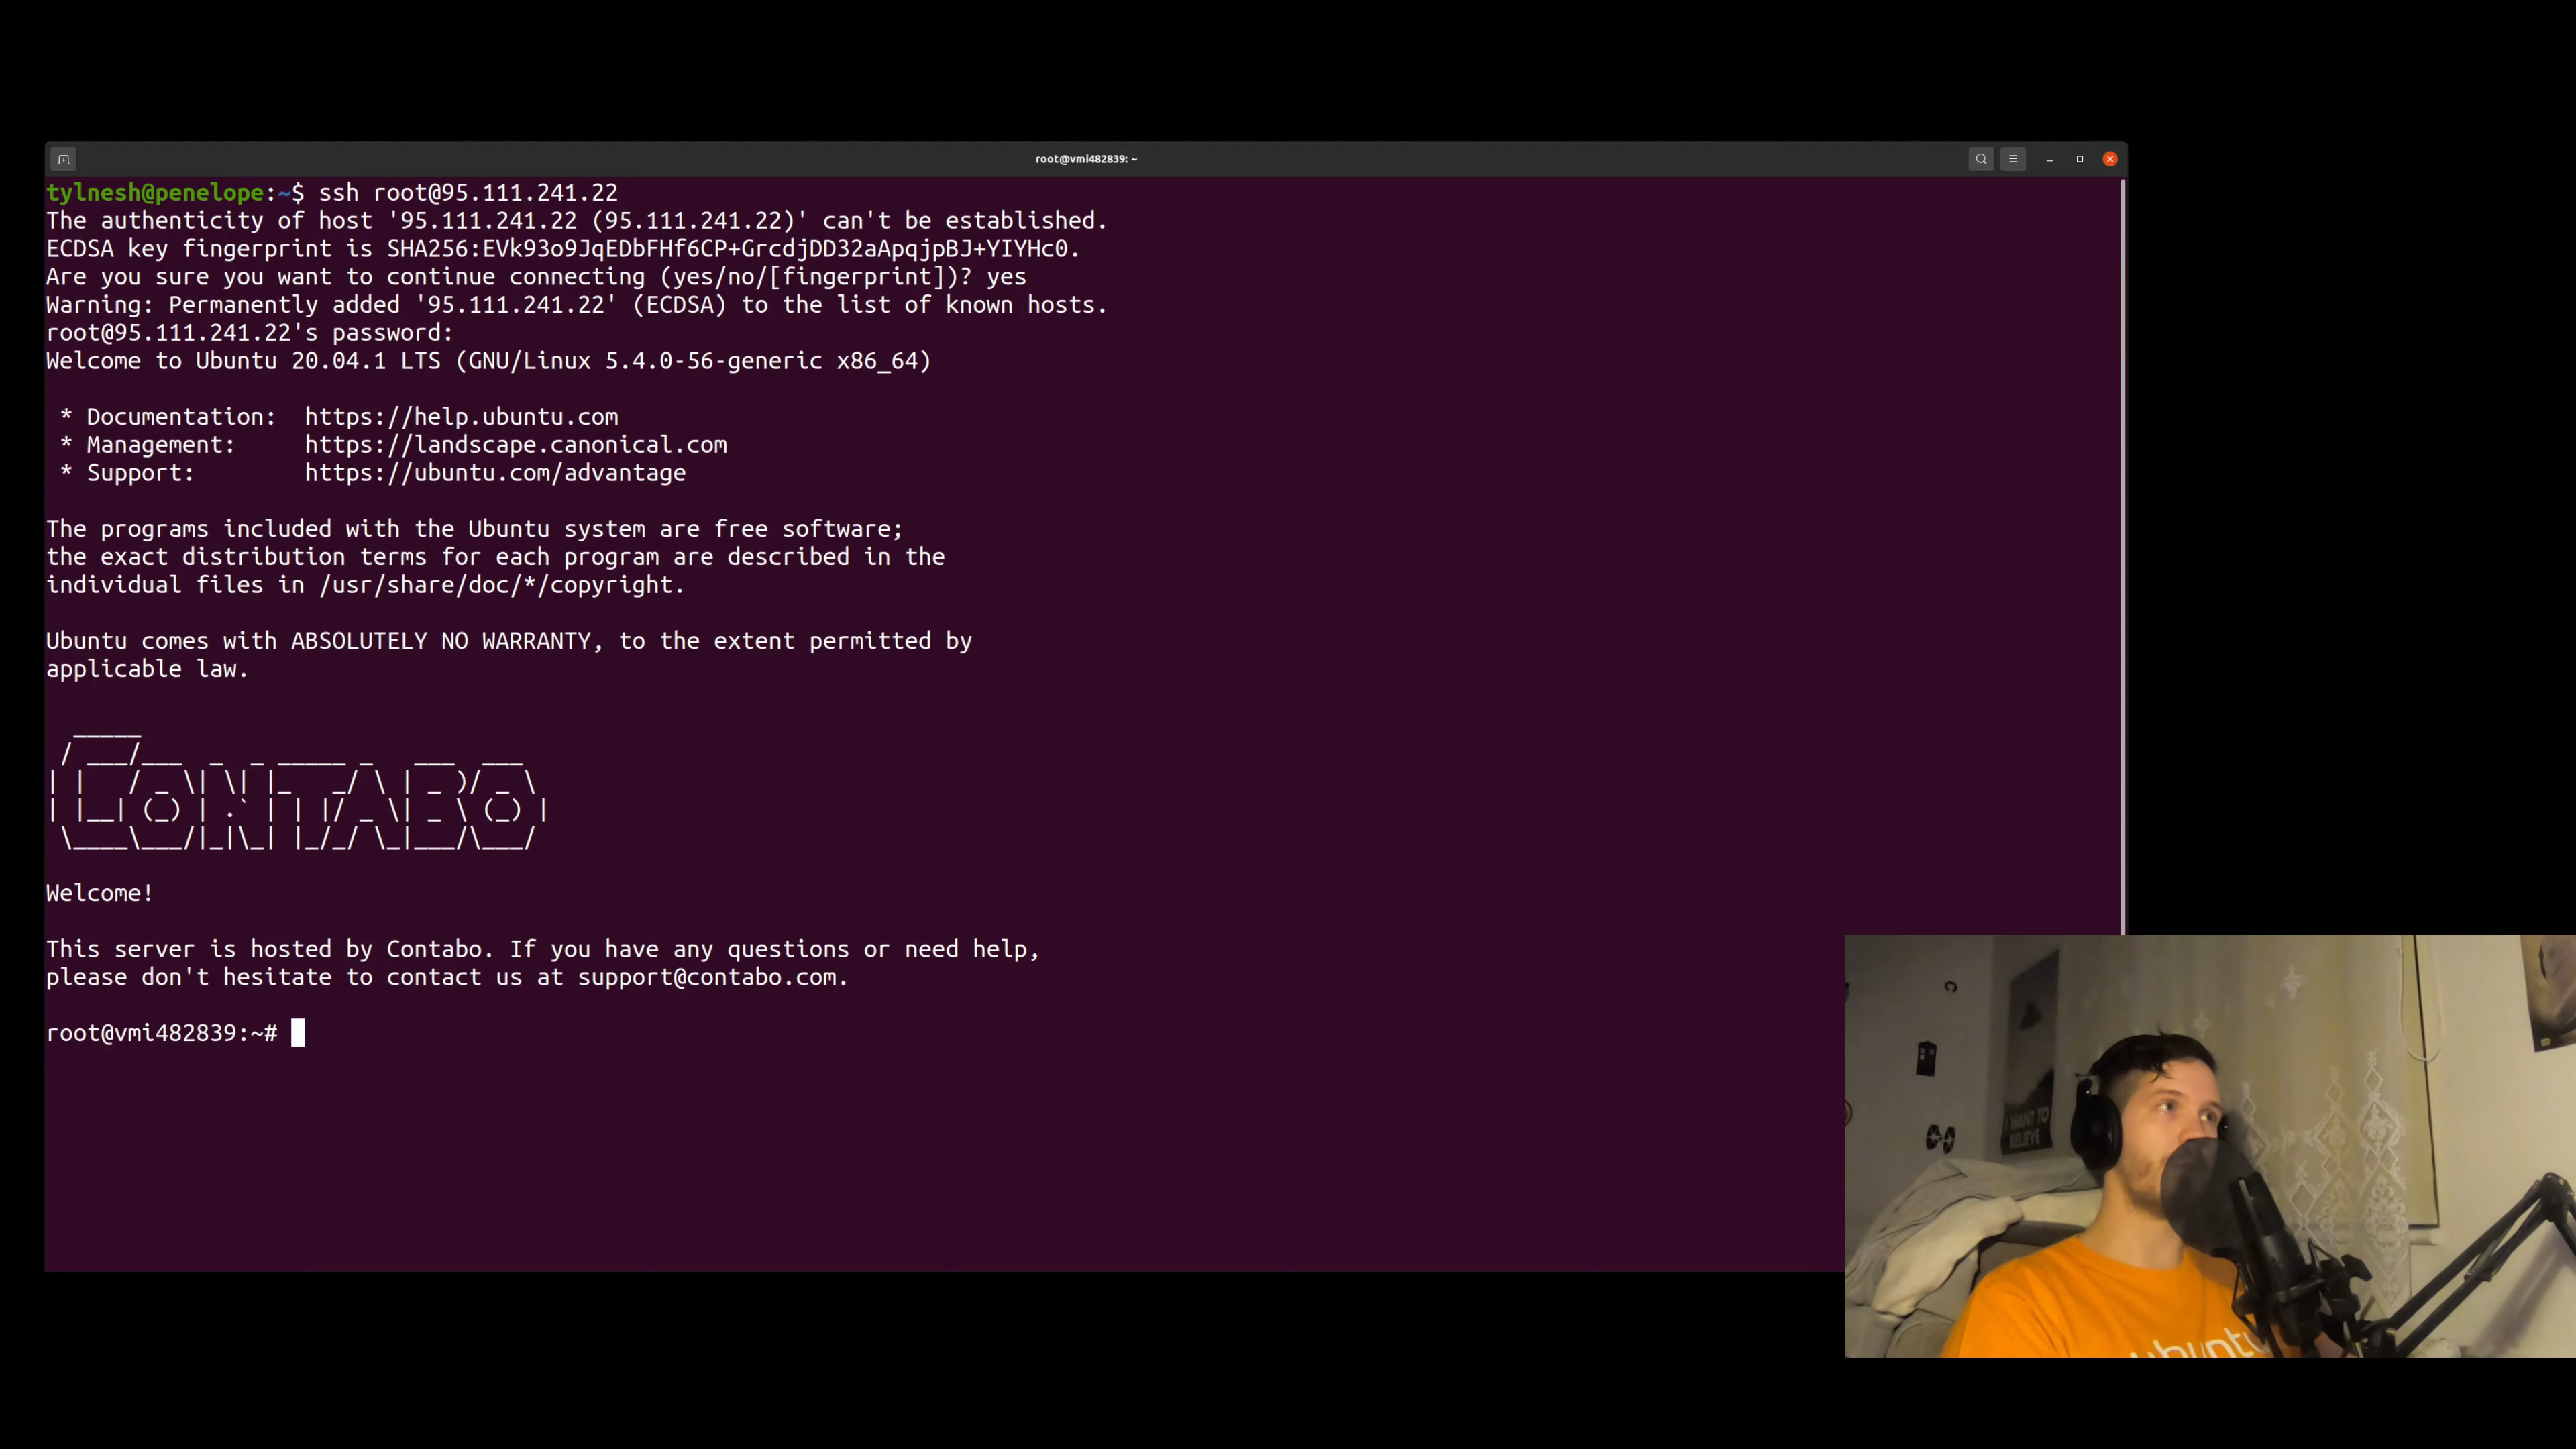 root@vmi482839: ~
tylnesh@penelope:~$ ssh root@95.111.241.22
The authenticity of host '95.111.241.22 (95.111.241.22)' can't be established.
ECDSA key fingerprint is SHA256:EVk93o9JqEDbFHf6CP+GrcdjDD32aApqjpBJ+YIYHc0.
Are you sure you want to continue connecting (yes/no/[fingerprint])? yes
Warning: Permanently added '95.111.241.22' (ECDSA) to the list of known hosts.
root@95.111.241.22's password:
Welcome to Ubuntu 20.04.1 LTS (GNU/Linux 5.4.0-56-generic x86_64)
* Documentation:  https://help.ubuntu.com
* Management:     https://landscape.canonical.com
* Support:        https://ubuntu.com/advantage
The programs included with the Ubuntu system are free software;
the exact distribution terms for each program are described in the
individual files in /usr/share/doc/*/copyright.
Ubuntu comes with ABSOLUTELY NO WARRANTY, to the extent permitted by
applicable law.
CONTABO
Welcome!
This server is hosted by Contabo. If you have any questions or need help,
please don't hesitate to contact us at support@contabo.com.
root@vmi482839:~#
I WANT TO
BELIEVE
ubuntu